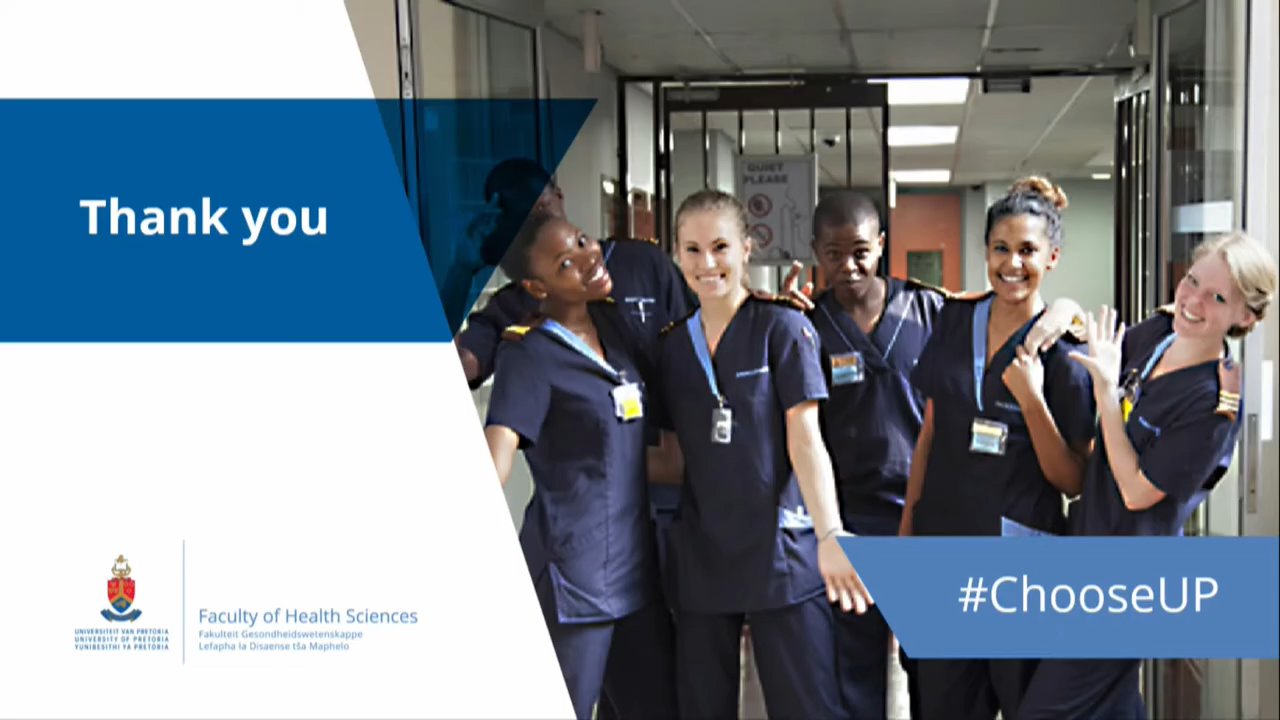 Thank you
QUIET
PLEASE
#ChooseUP
UNIVERSITEIT VAN PRETORIA
UNIVERSITY OF PRETORIA
YUNIBESITHI YA PRETORIA
Faculty of Health Sciences
Fakulteit Gesondheidswetenskappe
Lefapha la Disaense tša Maphelo